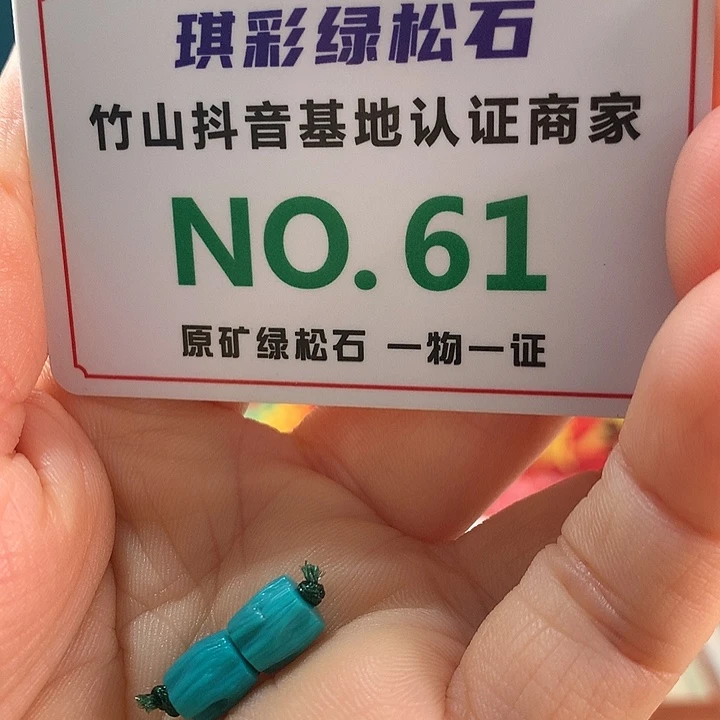 琪彩绿松石
竹山抖音基地认证商家
NO.61
原矿绿松石 一物一证